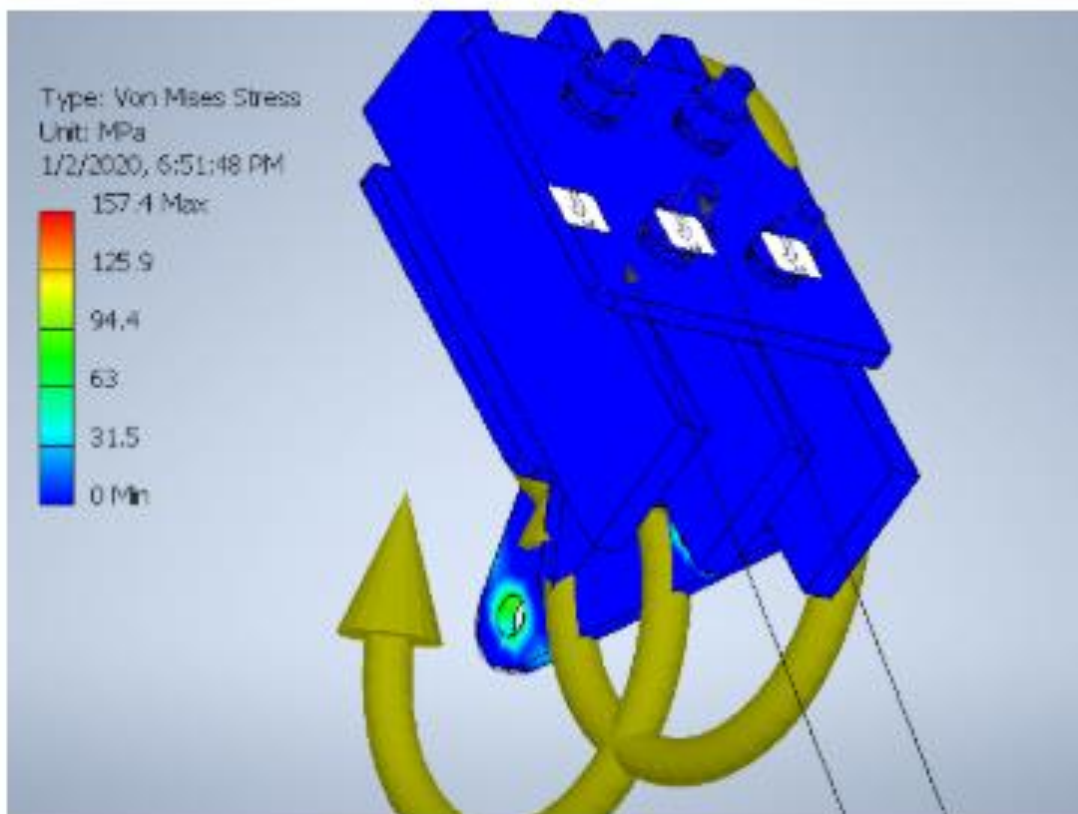 Type: Von Mises Stress
Unit: MPa
1/2/2020, 6:51:48 PM
157.4 Max
125.9
94.4
63
31.5
0 Min